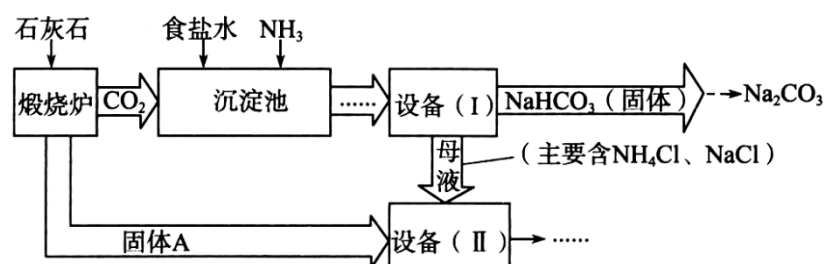 石灰石
食盐水
NH₃
煅烧炉
CO₂
沉淀池
……
设备（Ⅰ）
NaHCO₃（固体）
Na₂CO₃
母液
（主要含NH₄Cl、NaCl）
固体A
设备（Ⅱ）
……